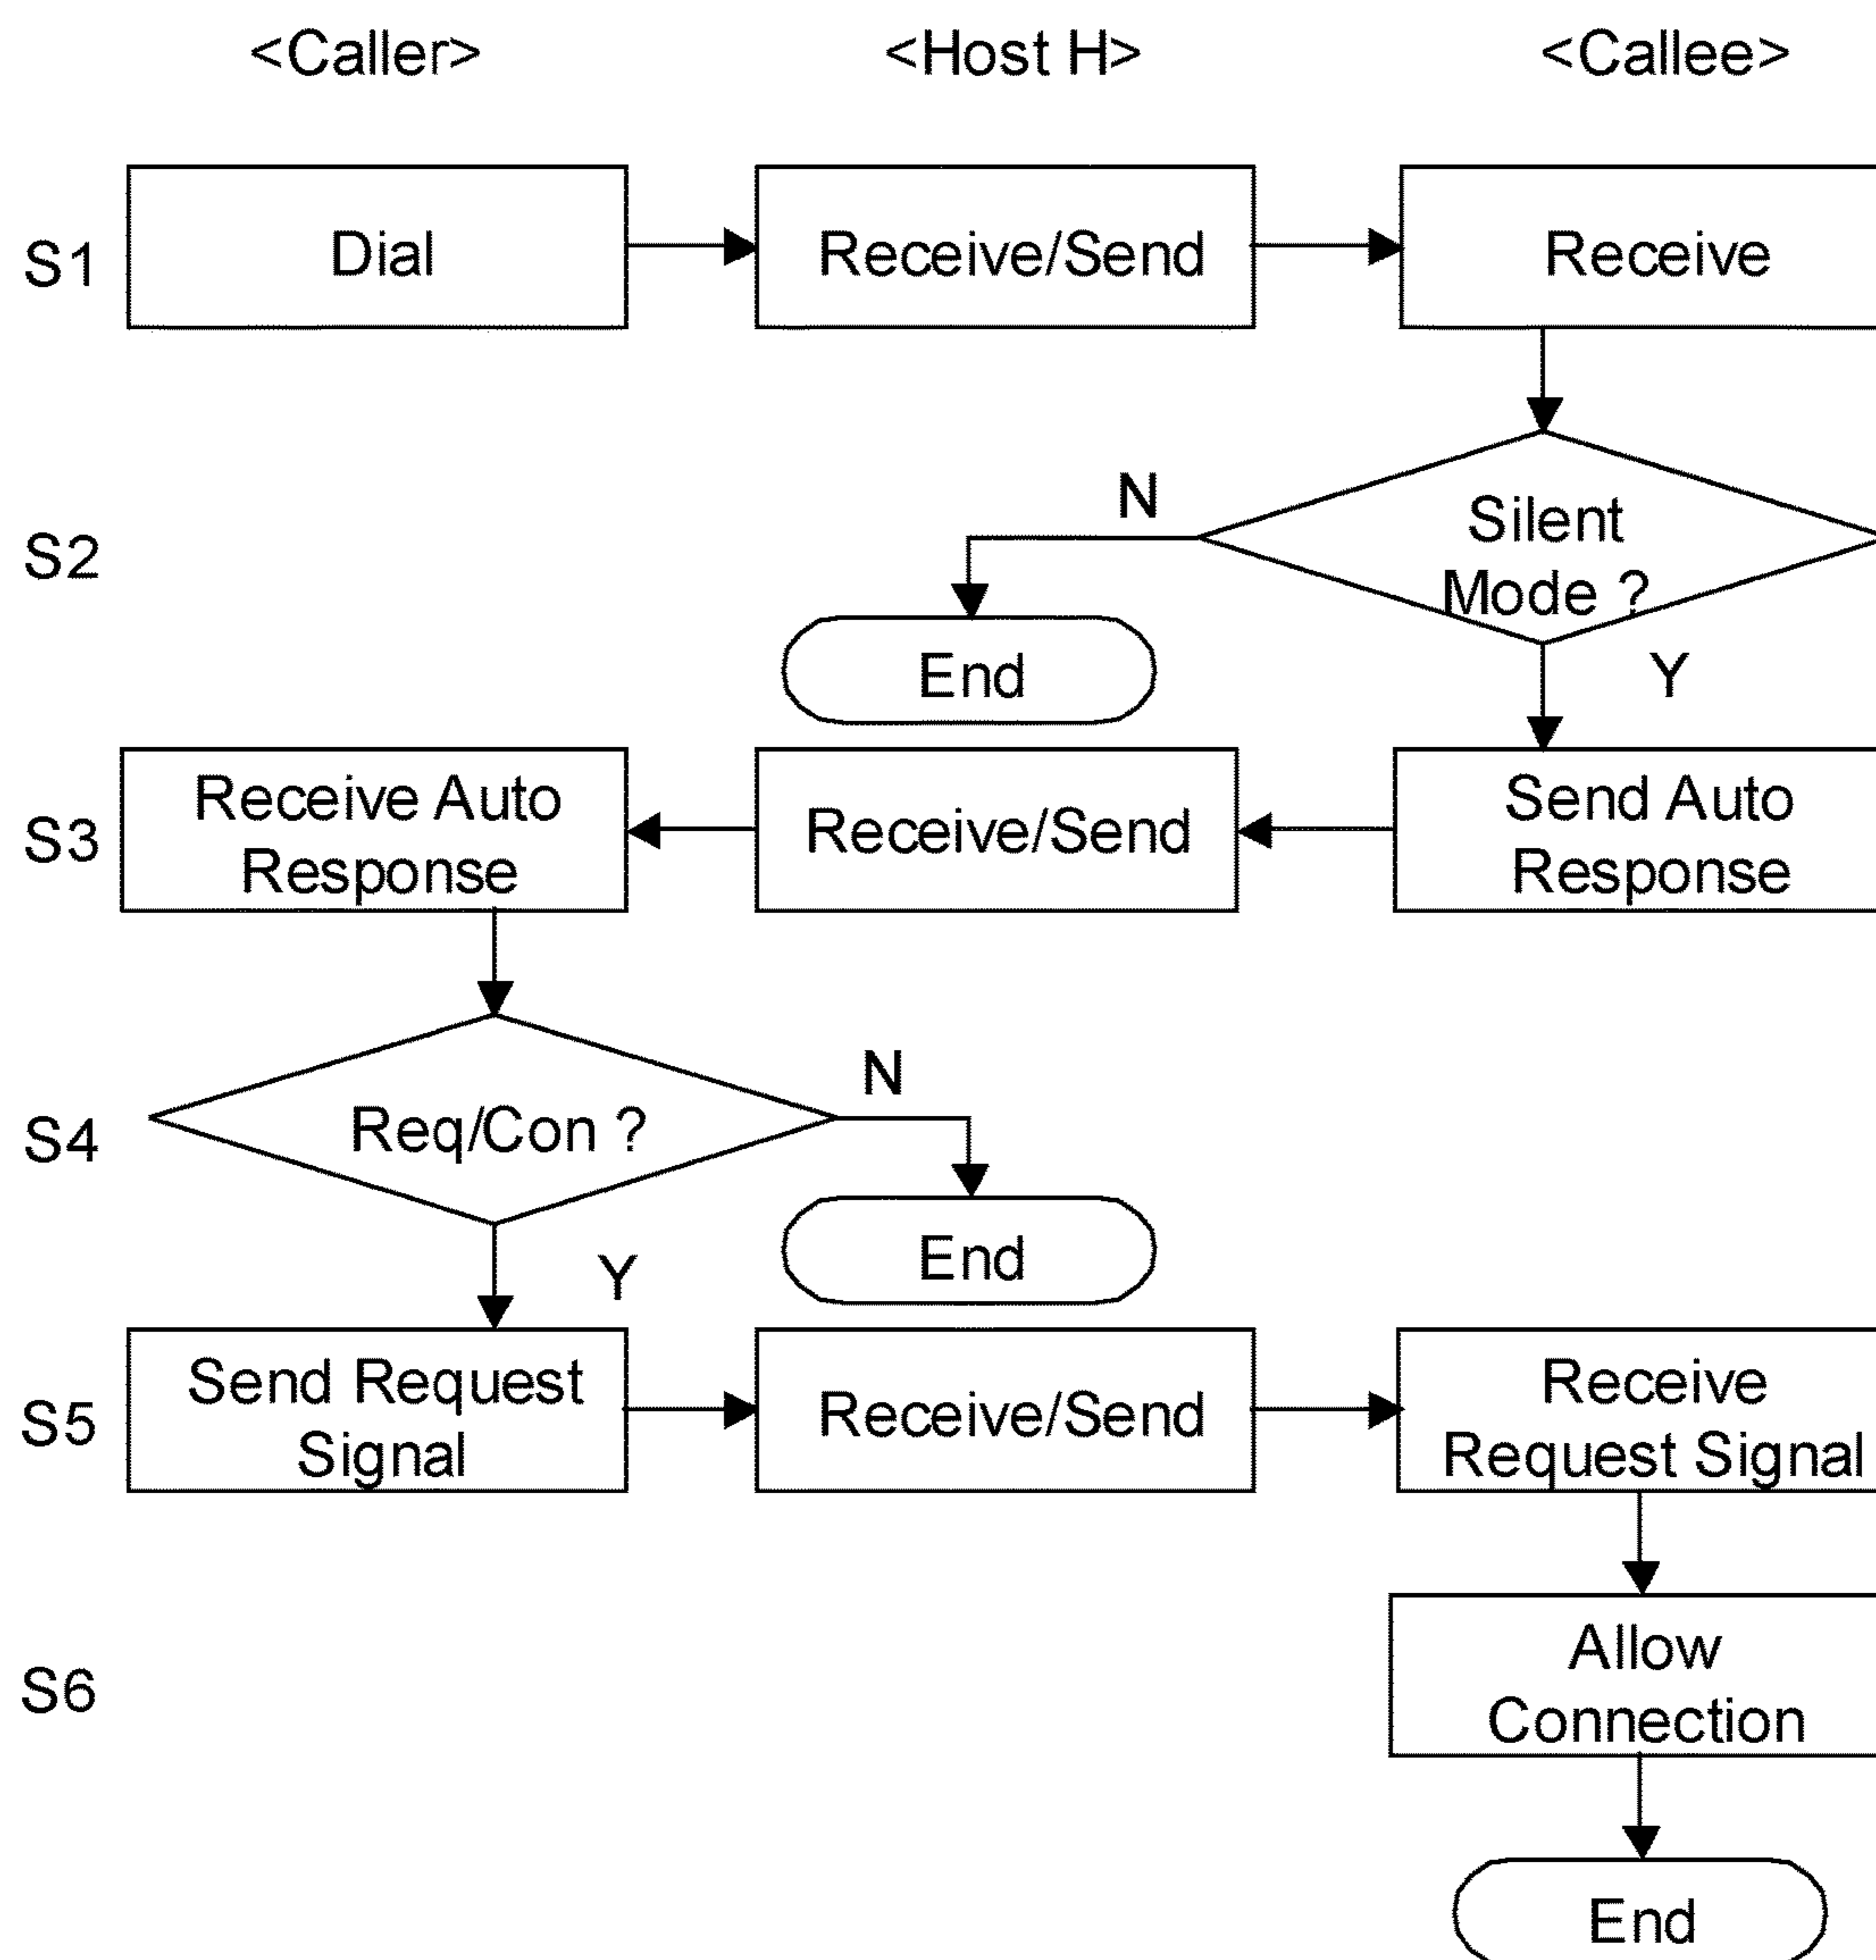 <Caller>
<Host H>
<Callee>
S1
Dial
Receive/Send
Receive
S2
N
Silent
Mode ?
End
Y
S3
Receive Auto
Response
Receive/Send
Send Auto
Response
S4
Req/Con ?
N
End
Y
S5
Send Request
Signal
Receive/Send
Receive
Request Signal
S6
Allow
Connection
End